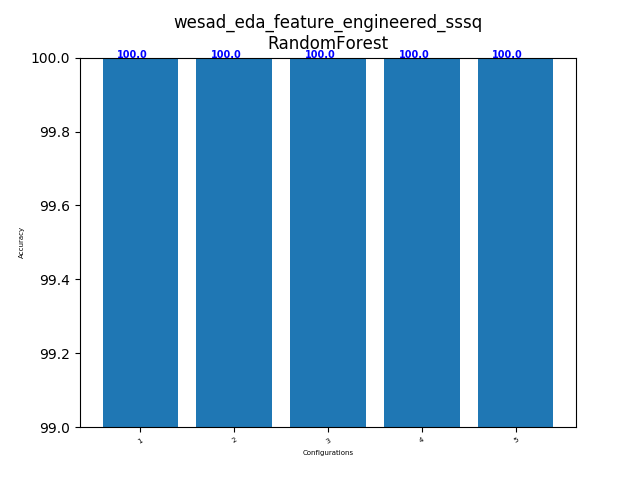 wesad_eda_feature_engineered_sssq
RandomForest
100.0 100.0 100.0 100.0 100.0
100.0
99.8
99.6
99.4
99.2
99.0
Accuracy
1 2 3 4 5
Configurations